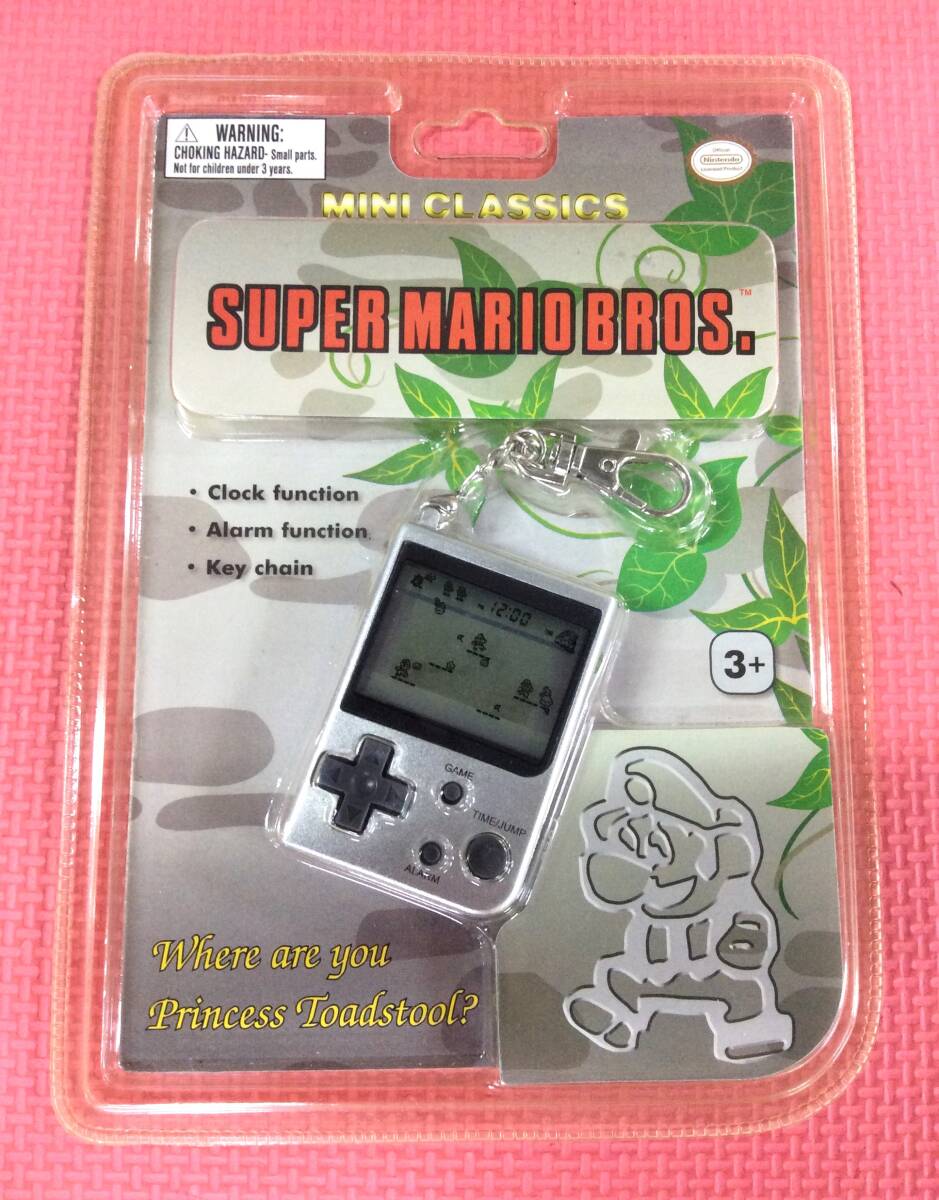 WARNING:
CHOKING HAZARD- Small parts.
Not for children under 3 years.
Official
Nintendo
Licensed Product
MINI CLASSICS
SUPER MARIO BROS.™
• Clock function
• Alarm function
• Key chain
12:00
3+
GAME
TIME/JUMP
ALARM
Where are you
Princess Toadstool?